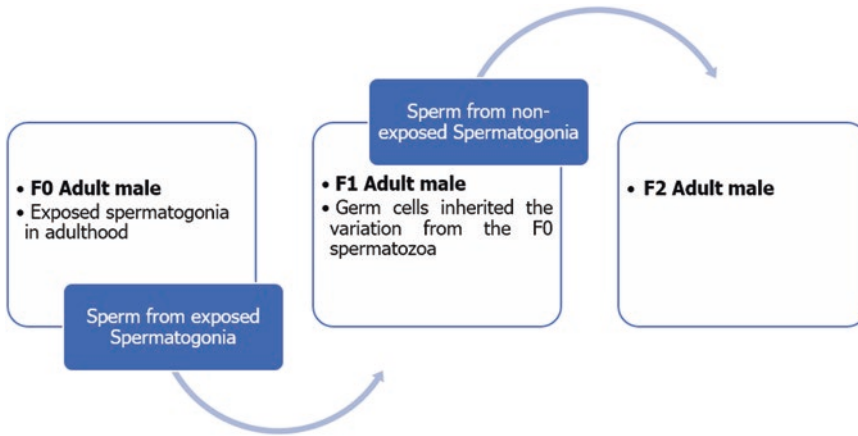 Sperm from non-
exposed Spermatogonia
• F0 Adult male
• Exposed spermatogonia
in adulthood
Sperm from exposed
Spermatogonia
• F1 Adult male
• Germ cells inherited the
variation from the F0
spermatozoa
• F2 Adult male